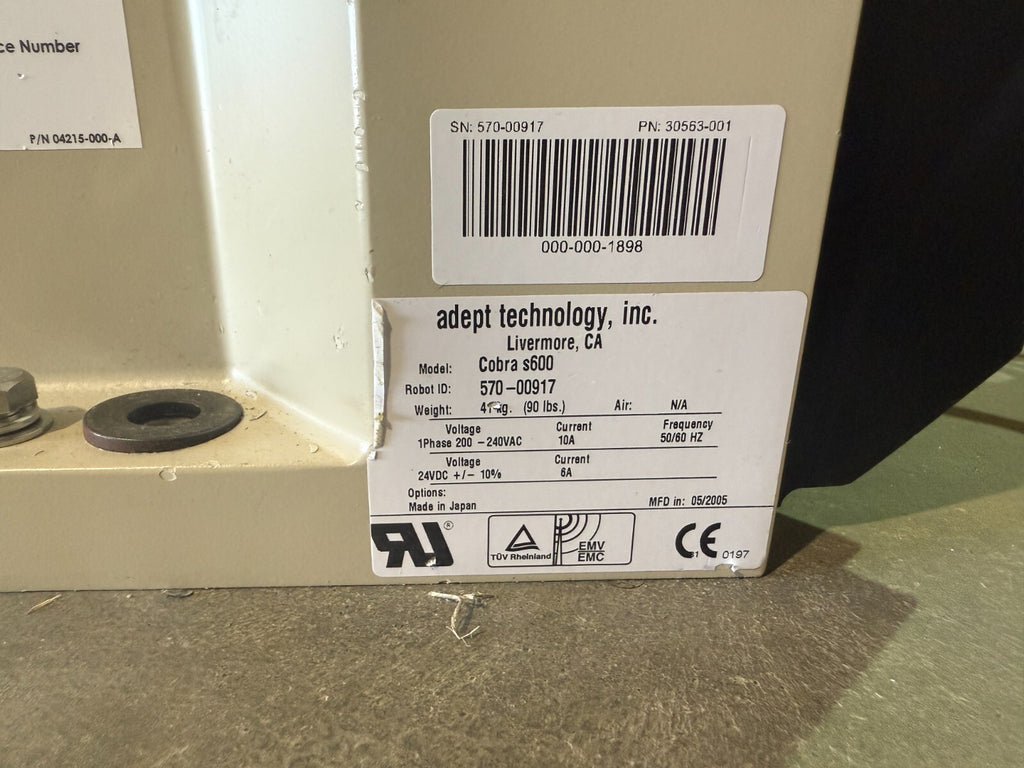 ce Number
P/N 04215-000-A
SN: 570-00917 PN: 30563-001
000-000-1898
adept technology, inc.
Livermore, CA
Model: Cobra s600
Robot ID: 570-00917
Weight: 41 kg. (90 lbs.) Air: N/A
Voltage Current Frequency
1Phase 200 -240VAC 10A 50/60 HZ
Voltage Current
24VDC +/- 10% 6A
Options:
Made in Japan MFD in: 05/2005
RU ®
TÜV Rheinland EMV
EMC
CE 0197